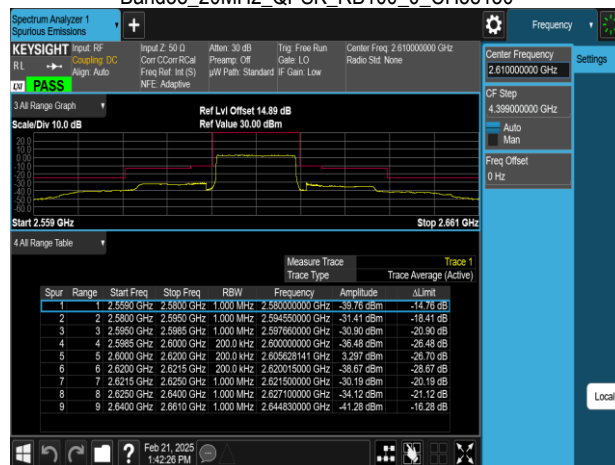 Spectrum Analyzer 1
Spurious Emissions
Frequency
KEYSIGHT Input: RF Input Z: 50 Ω Atten: 30 dB Trig: Free Run Center Freq: 2.610000000 GHz
RL Coupling: DC Corr CCorr RCal Preamp: Off Gate: LO Radio Std: None
Align: Auto Freq Ref: Int (S) µW Path: Standard IF Gain: Low
LXI PASS NFE: Adaptive
Center Frequency
2.610000000 GHz
Settings
CF Step
4.399000000 GHz
Auto
Man
Freq Offset
0 Hz
3 All Range Graph
Ref Lvl Offset 14.89 dB
Scale/Div 10.0 dB Ref Value 30.00 dBm
20.0
10.0
0.00
-10.0
-20.0
-30.0
-40.0
-50.0
-60.0
Start 2.559 GHz Stop 2.661 GHz
4 All Range Table
Measure Trace Trace 1
Trace Type Trace Average (Active)
Spur Range Start Freq Stop Freq RBW Frequency Amplitude ΔLimit
1 1 2.5590 GHz 2.5800 GHz 1.000 MHz 2.580000000 GHz -39.76 dBm -14.76 dB
2 2 2.5800 GHz 2.5950 GHz 1.000 MHz 2.594550000 GHz -31.41 dBm -18.41 dB
3 3 2.5950 GHz 2.5985 GHz 1.000 MHz 2.597660000 GHz -30.90 dBm -20.90 dB
4 4 2.5985 GHz 2.6000 GHz 200.0 kHz 2.600000000 GHz -36.48 dBm -26.48 dB
5 5 2.6000 GHz 2.6200 GHz 200.0 kHz 2.605628141 GHz 3.297 dBm -26.70 dB
6 6 2.6200 GHz 2.6215 GHz 200.0 kHz 2.620015000 GHz -38.67 dBm -28.67 dB
7 7 2.6215 GHz 2.6250 GHz 1.000 MHz 2.621500000 GHz -30.19 dBm -20.19 dB
8 8 2.6250 GHz 2.6400 GHz 1.000 MHz 2.627100000 GHz -34.12 dBm -21.12 dB
9 9 2.6400 GHz 2.6610 GHz 1.000 MHz 2.644830000 GHz -41.28 dBm -16.28 dB
Local
Feb 21, 2025
1:42:26 PM